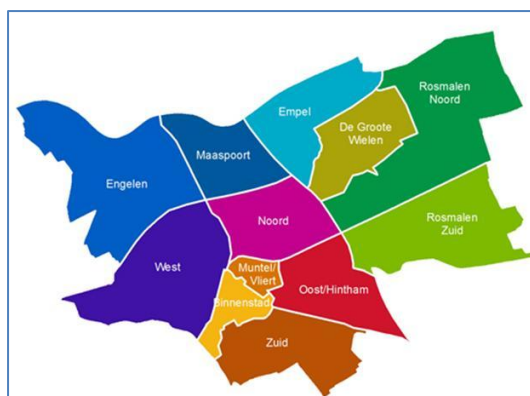 Rosmalen
Noord
Empel
De Groote
Wielen
Maaspoort
Engelen
Noord
Rosmalen
Zuid
West
Muntel/
Vliert
Oost/Hintham
Binnenstad
Zuid